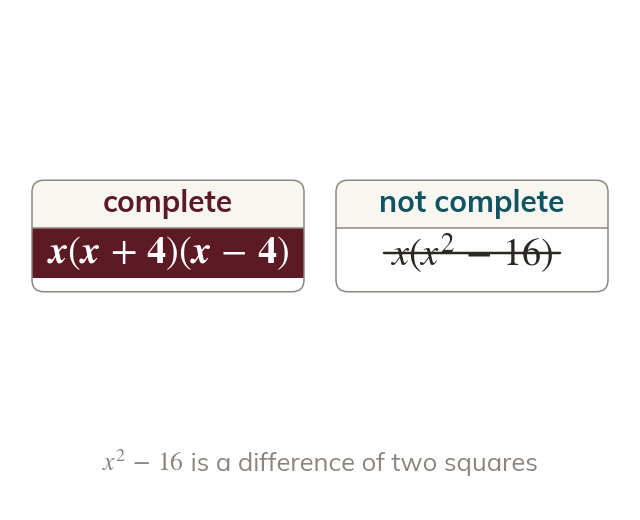 complete
x(x + 4)(x − 4)
not complete
x(x² − 16)
x² − 16 is a difference of two squares